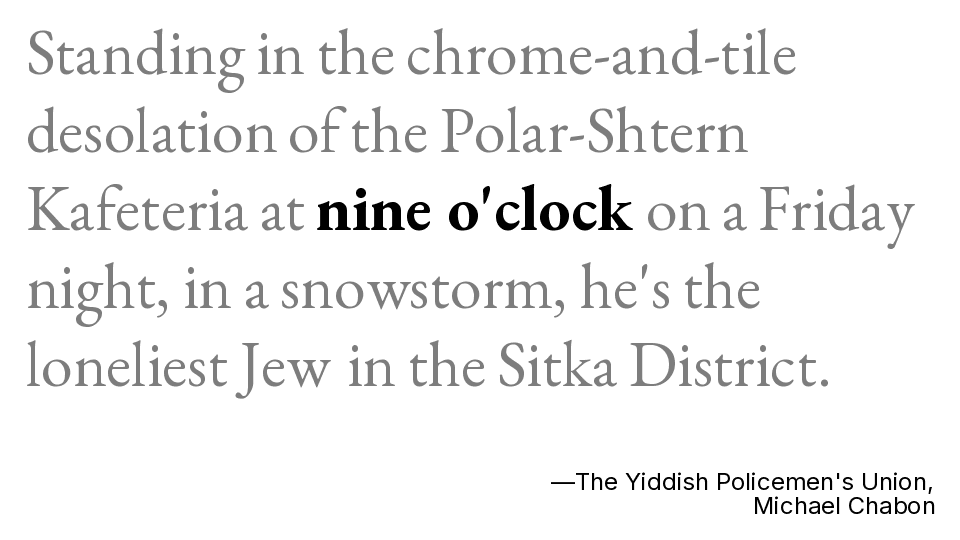 Standing in the chrome-and-tile
desolation of the Polar-Shtern
Kafeteria at nine o'clock on a Friday
night, in a snowstorm, he's the
loneliest Jew in the Sitka District.
—The Yiddish Policemen's Union,
Michael Chabon